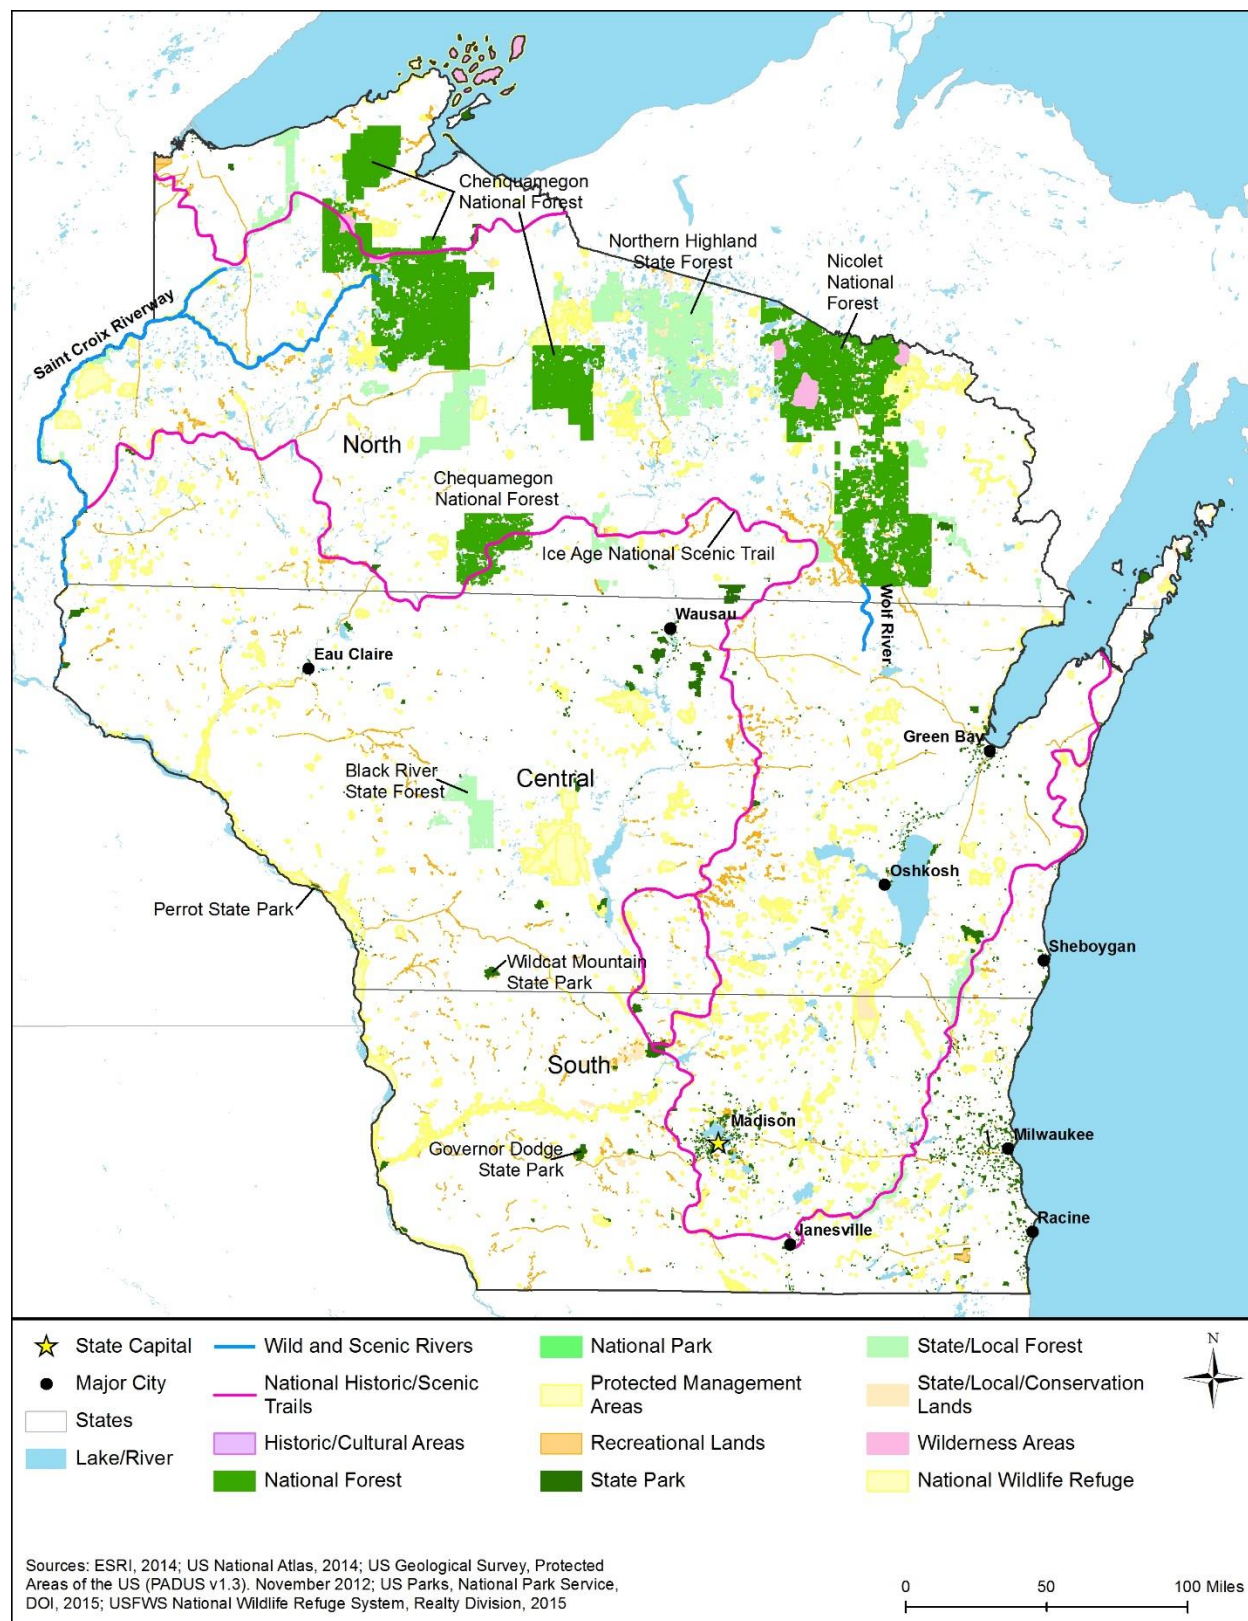 Chenquamegon
National Forest
Northern Highland
State Forest
Nicolet
National
Forest
Saint Croix Riverway
North
Chequamegon
National Forest
Ice Age National Scenic Trail
Wausau
Wolf River
Eau Claire
Green Bay
Black River
State Forest
Central
Oshkosh
Perrot State Park
Sheboygan
Wildcat Mountain
State Park
South
Madison
Milwaukee
Governor Dodge
State Park
Racine
Janesville
State Capital
Major City
States
Lake/River
Wild and Scenic Rivers
National Historic/Scenic
Trails
Historic/Cultural Areas
National Forest
National Park
Protected Management
Areas
Recreational Lands
State Park
State/Local Forest
State/Local/Conservation
Lands
Wilderness Areas
National Wildlife Refuge
N
Sources: ESRI, 2014; US National Atlas, 2014; US Geological Survey, Protected
Areas of the US (PADUS v1.3). November 2012; US Parks, National Park Service,
DOI, 2015; USFWS National Wildlife Refuge System, Realty Division, 2015
0 50 100 Miles